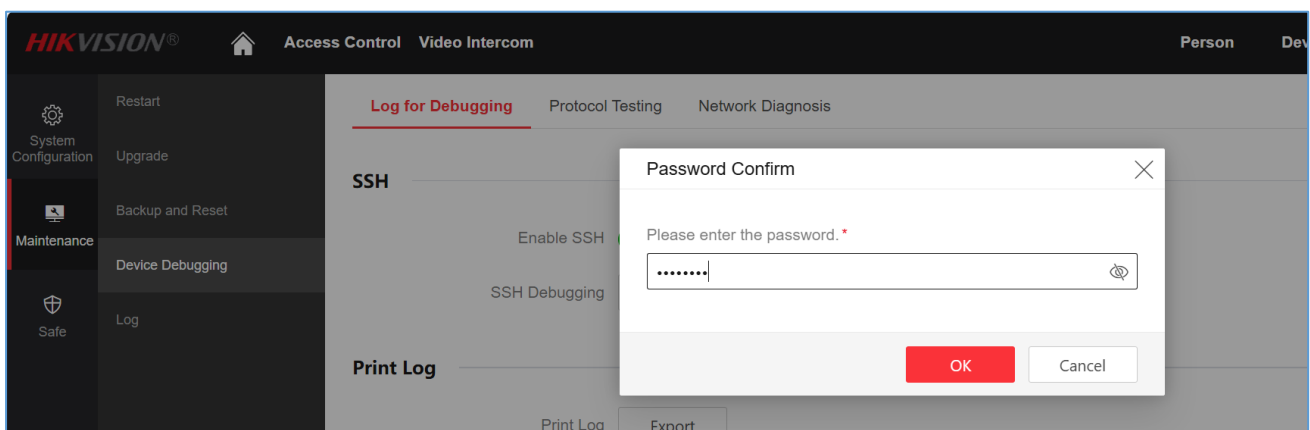 HIKVISION®
Access Control Video Intercom
Person
Dev
System
Configuration
Maintenance
Safe
Restart
Upgrade
Backup and Reset
Device Debugging
Log
Log for Debugging Protocol Testing Network Diagnosis
SSH
Enable SSH
SSH Debugging
Print Log
Print Log Export
Password Confirm
Please enter the password.*
••••••••
OK Cancel